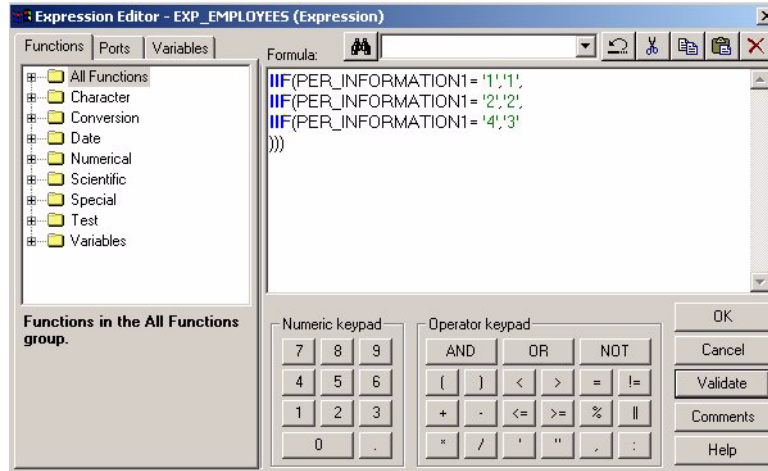 Expression Editor - EXP_EMPLOYEES (Expression)
Functions Ports Variables
Formula:
All Functions
Character
Conversion
Date
Numerical
Scientific
Special
Test
Variables
IIF(PER_INFORMATION1= '1','1',
IIF(PER_INFORMATION1= '2','2',
IIF(PER_INFORMATION1= '4','3'
)))
Functions in the All Functions
group.
Numeric keypad
7 8 9
4 5 6
1 2 3
0 .
Operator keypad
AND OR NOT
( ) < > = !=
+ - <= >= % ||
* / ' " , :
OK
Cancel
Validate
Comments
Help